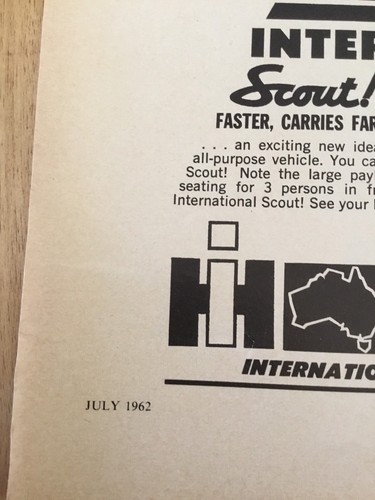 INTER
Scout!
FASTER, CARRIES FAR
. . . an exciting new idea
all-purpose vehicle. You ca
Scout! Note the large pay
seating for 3 persons in fr
International Scout! See your
IH
INTERNATIO
JULY 1962